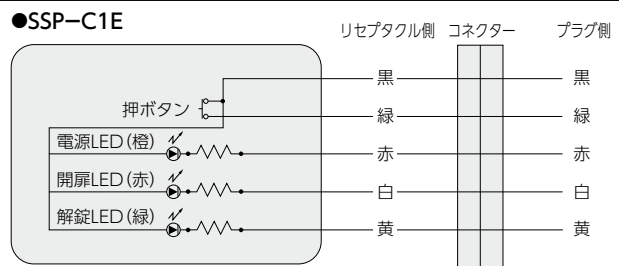 ●SSP−C1E
リセプタクル側 コネクター プラグ側
黒 黒
押ボタン 緑 緑
電源LED(橙) 赤 赤
開扉LED(赤) 白 白
解錠LED(緑) 黄 黄